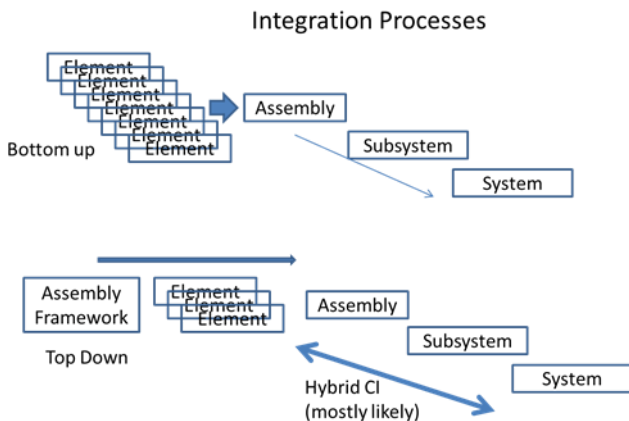 Integration Processes
Element
Element
Element
Element
Element
Element
Element
Assembly
Bottom up
Subsystem
System
Assembly
Framework
Element
Element
Element
Assembly
Top Down
Subsystem
System
Hybrid CI
(mostly likely)